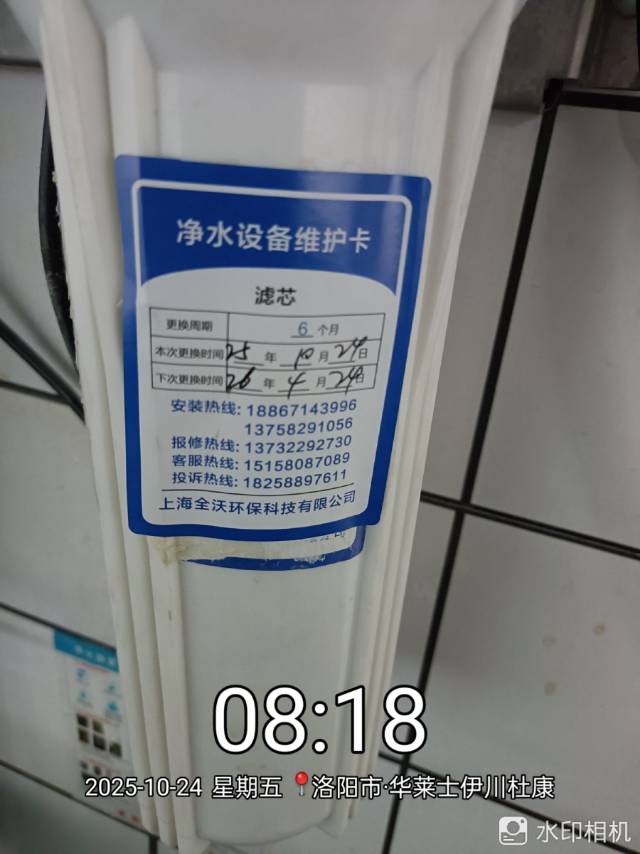 净水设备维护卡
滤芯
更换周期 6 个月
本次更换时间 25 年 10 月 24 日
下次更换时间 26 年 4 月 24 日
安装热线: 18867143996
13758291056
报修热线: 13732292730
客服热线: 15158087089
投诉热线: 18258897611
上海全沃环保科技有限公司
08:18
2025-10-24 星期五 📍洛阳市·华莱士伊川杜康
水印相机